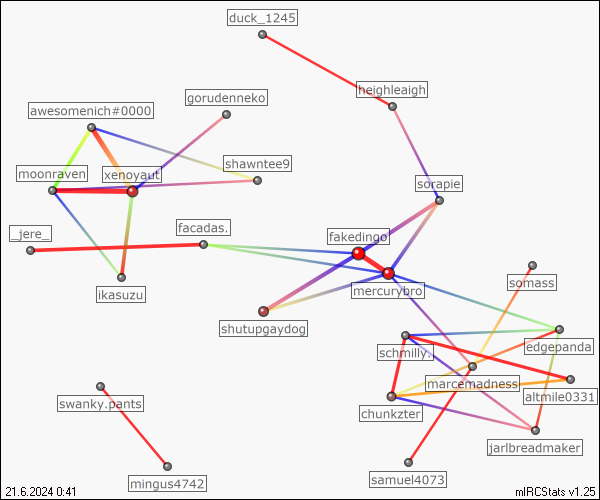 duck_1245
heighleaigh
gorudenneko
awesomenich#0000
shawntee9
moonraven
xenoyaut
sorapie
_jere_
facadas.
fakedingo
somass
ikasuzu
mercurybro
shutupgaydog
edgepanda
schmilly.
marcemadness
altmile0331
swanky.pants
chunkzter
jarlbreadmaker
mingus4742
samuel4073
21.6.2024 0:41
mIRCStats v1.25